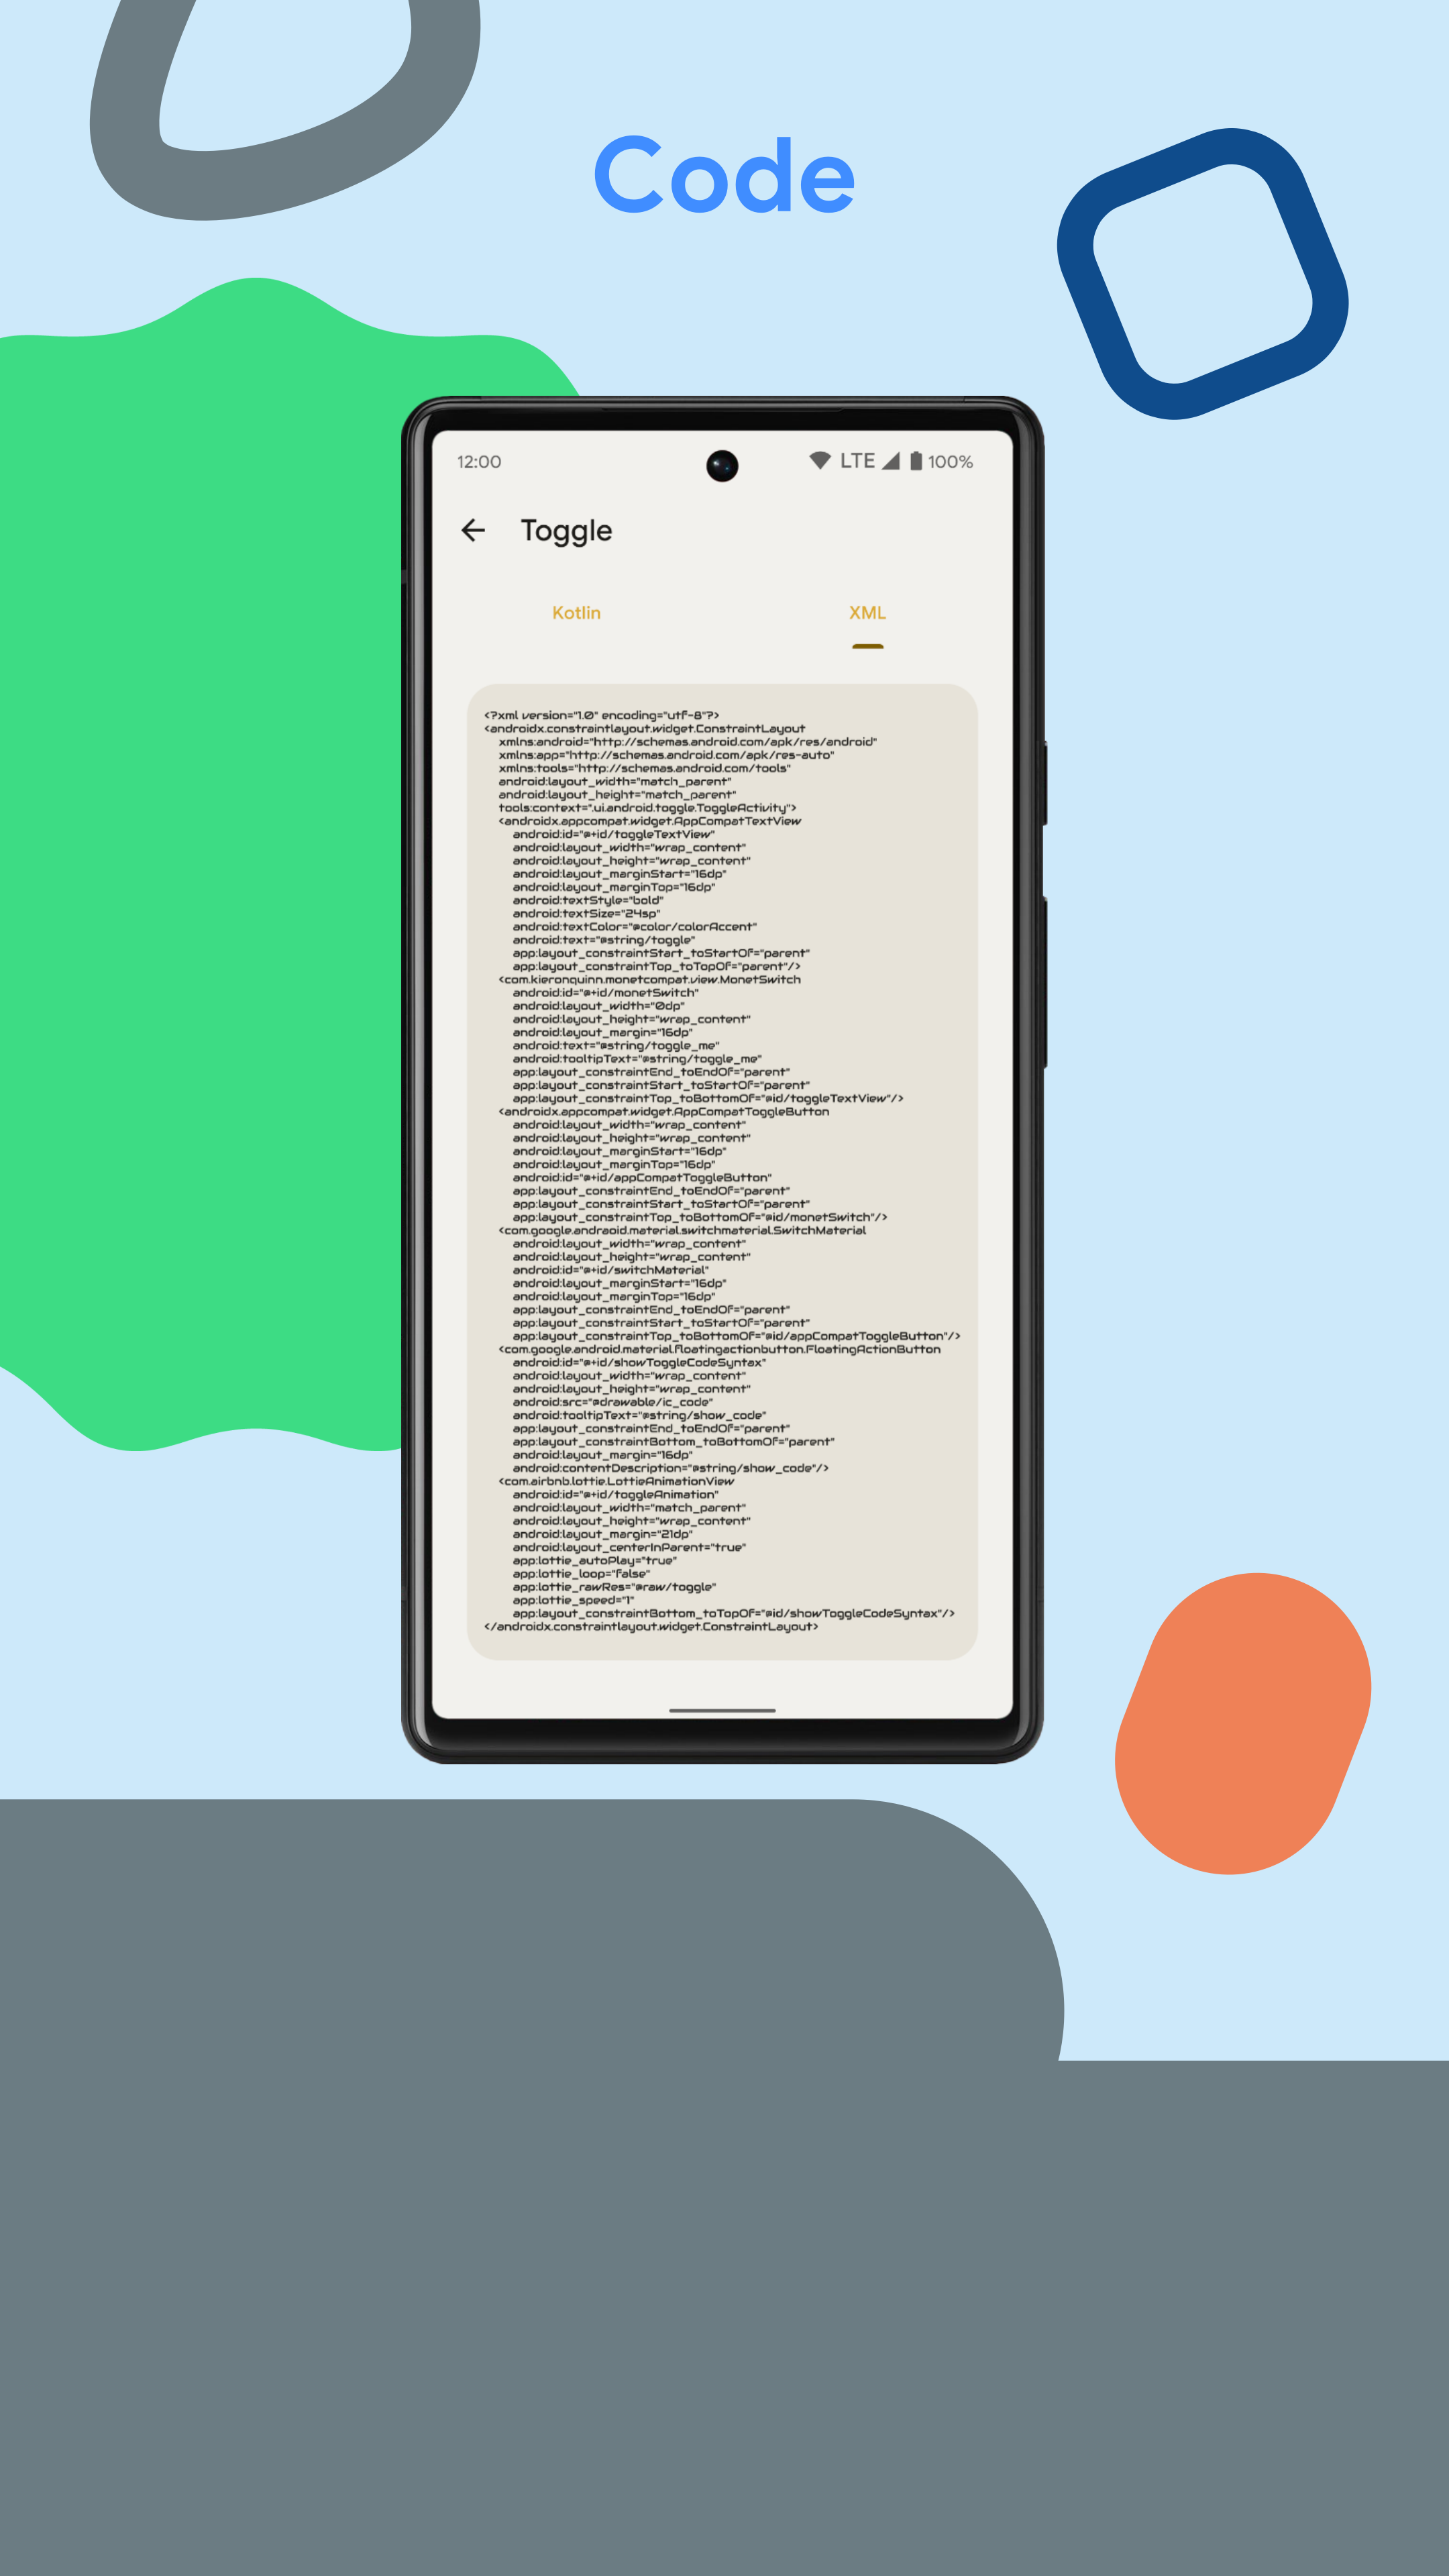 Code
12:00 LTE 100%
Toggle
Kotlin XML
<?xml version="1.0" encoding="utf-8"?>
<androidx.constraintlayout.widget.ConstraintLayout
xmlns:android="http://schemas.android.com/apk/res/android"
xmlns:app="http://schemas.android.com/apk/res-auto"
xmlns:tools="http://schemas.android.com/tools"
android:layout_width="match_parent"
android:layout_height="match_parent"
tools:context=".ui.android.toggle.ToggleActivity">
<androidx.appcompat.widget.AppCompatTextView
android:id="@+id/toggleTextView"
android:layout_width="wrap_content"
android:layout_height="wrap_content"
android:layout_marginStart="16dp"
android:layout_marginTop="16dp"
android:textStyle="bold"
android:textSize="24sp"
android:textColor="@color/colorAccent"
android:text="@string/toggle"
app:layout_constraintStart_toStartOf="parent"
app:layout_constraintTop_toTopOf="parent"/>
<com.kieronquinn.monetcompat.view.MonetSwitch
android:id="@+id/monetSwitch"
android:layout_width="0dp"
android:layout_height="wrap_content"
android:layout_margin="16dp"
android:text="@string/toggle_me"
android:tooltipText="@string/toggle_me"
app:layout_constraintEnd_toEndOf="parent"
app:layout_constraintStart_toStartOf="parent"
app:layout_constraintTop_toBottomOf="@id/toggleTextView"/>
<androidx.appcompat.widget.AppCompatToggleButton
android:layout_width="wrap_content"
android:layout_height="wrap_content"
android:layout_marginStart="16dp"
android:layout_marginTop="16dp"
android:id="@+id/appCompatToggleButton"
app:layout_constraintEnd_toEndOf="parent"
app:layout_constraintStart_toStartOf="parent"
app:layout_constraintTop_toBottomOf="@id/monetSwitch"/>
<com.google.andraoid.material.switchmaterial.SwitchMaterial
android:layout_width="wrap_content"
android:layout_height="wrap_content"
android:id="@+id/switchMaterial"
android:layout_marginStart="16dp"
android:layout_marginTop="16dp"
app:layout_constraintEnd_toEndOf="parent"
app:layout_constraintStart_toStartOf="parent"
app:layout_constraintTop_toBottomOf="@id/appCompatToggleButton"/>
<com.google.android.material.floatingactionbutton.FloatingActionButton
android:id="@+id/showToggleCodeSyntax"
android:layout_width="wrap_content"
android:layout_height="wrap_content"
android:src="@drawable/ic_code"
android:tooltipText="@string/show_code"
app:layout_constraintEnd_toEndOf="parent"
app:layout_constraintBottom_toBottomOf="parent"
android:layout_margin="16dp"
android:contentDescription="@string/show_code"/>
<com.airbnb.lottie.LottieAnimationView
android:id="@+id/toggleAnimation"
android:layout_width="match_parent"
android:layout_height="wrap_content"
android:layout_margin="21dp"
android:layout_centerInParent="true"
app:lottie_autoPlay="true"
app:lottie_loop="false"
app:lottie_rawRes="@raw/toggle"
app:lottie_speed="1"
app:layout_constraintBottom_toTopOf="@id/showToggleCodeSyntax"/>
</androidx.constraintlayout.widget.ConstraintLayout>